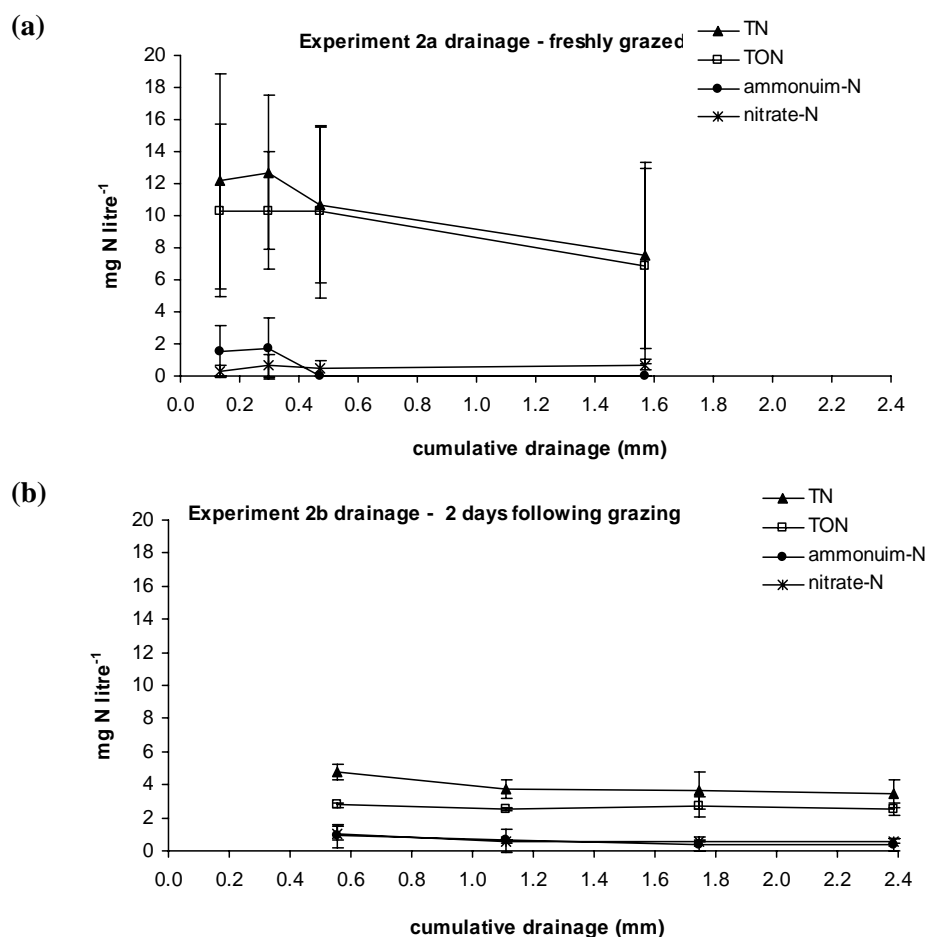 (a)
Experiment 2a drainage - freshly grazed
TN
TON
ammonuim-N
nitrate-N
20
18
16
14
12
10
8
6
4
2
0
mg N litre⁻¹
0.0 0.2 0.4 0.6 0.8 1.0 1.2 1.4 1.6 1.8 2.0 2.2 2.4
cumulative drainage (mm)
(b)
Experiment 2b drainage - 2 days following grazing
TN
TON
ammonuim-N
nitrate-N
20
18
16
14
12
10
8
6
4
2
0
mg N litre⁻¹
0.0 0.2 0.4 0.6 0.8 1.0 1.2 1.4 1.6 1.8 2.0 2.2 2.4
cumulative drainage (mm)